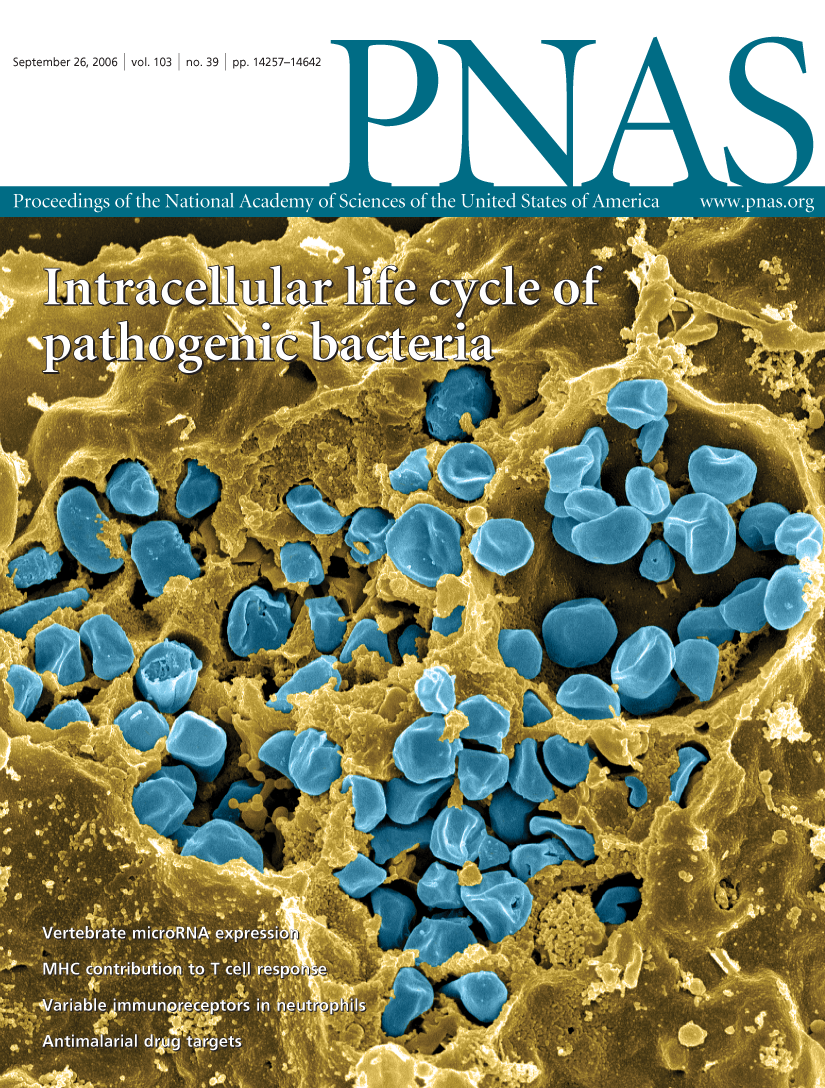 September 26, 2006 | vol. 103 | no. 39 | pp. 14257–14642
PNAS
Proceedings of the National Academy of Sciences of the United States of America www.pnas.org
Intracellular life cycle of
pathogenic bacteria
Vertebrate microRNA expression
MHC contribution to T cell response
Variable immunoreceptors in neutrophils
Antimalarial drug targets